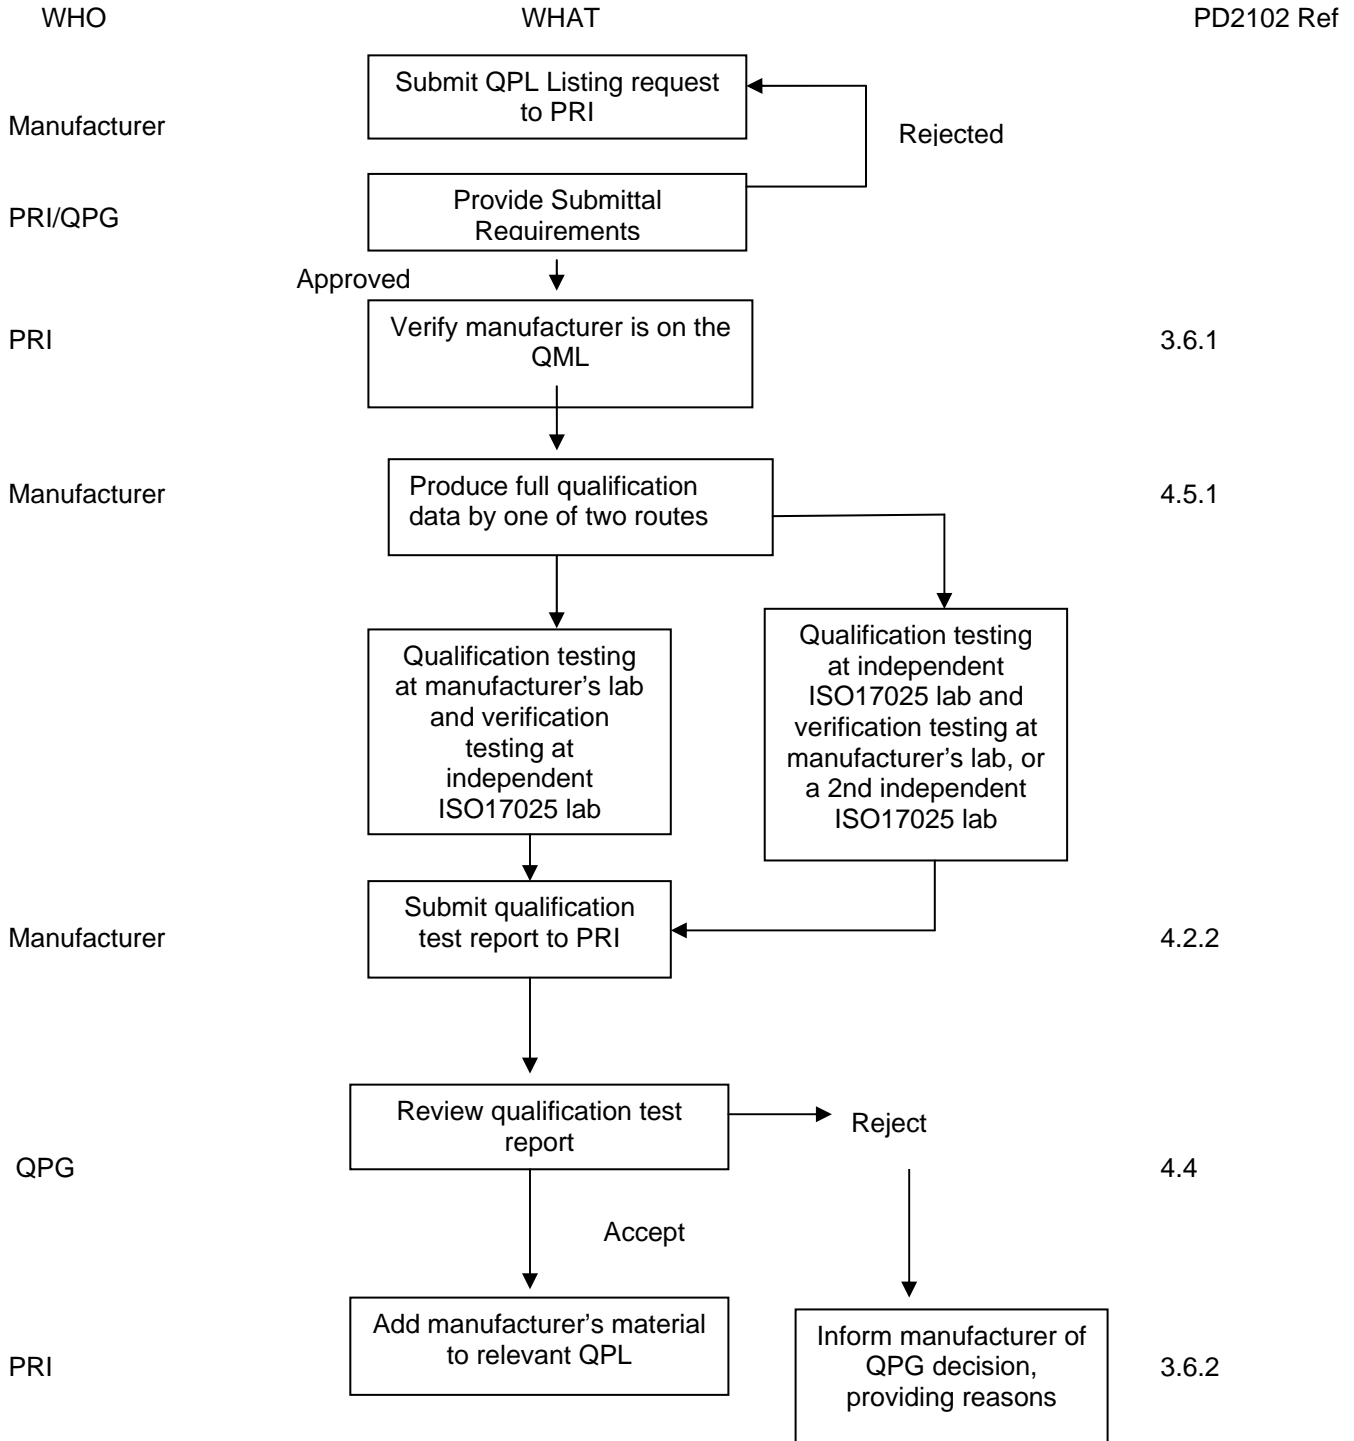 WHO
WHAT
PD2102 Ref
Submit QPL Listing request
to PRI
Manufacturer
Rejected
Provide Submittal
Requirements
PRI/QPG
Approved
Verify manufacturer is on the
QML
PRI
3.6.1
Produce full qualification
data by one of two routes
Manufacturer
4.5.1
Qualification testing
at manufacturer's lab
and verification
testing at
independent
ISO17025 lab
Qualification testing
at independent
ISO17025 lab and
verification testing at
manufacturer's lab, or
a 2nd independent
ISO17025 lab
Submit qualification
test report to PRI
Manufacturer
4.2.2
Review qualification test
report
Reject
QPG
4.4
Accept
Add manufacturer's material
to relevant QPL
Inform manufacturer of
QPG decision,
providing reasons
PRI
3.6.2